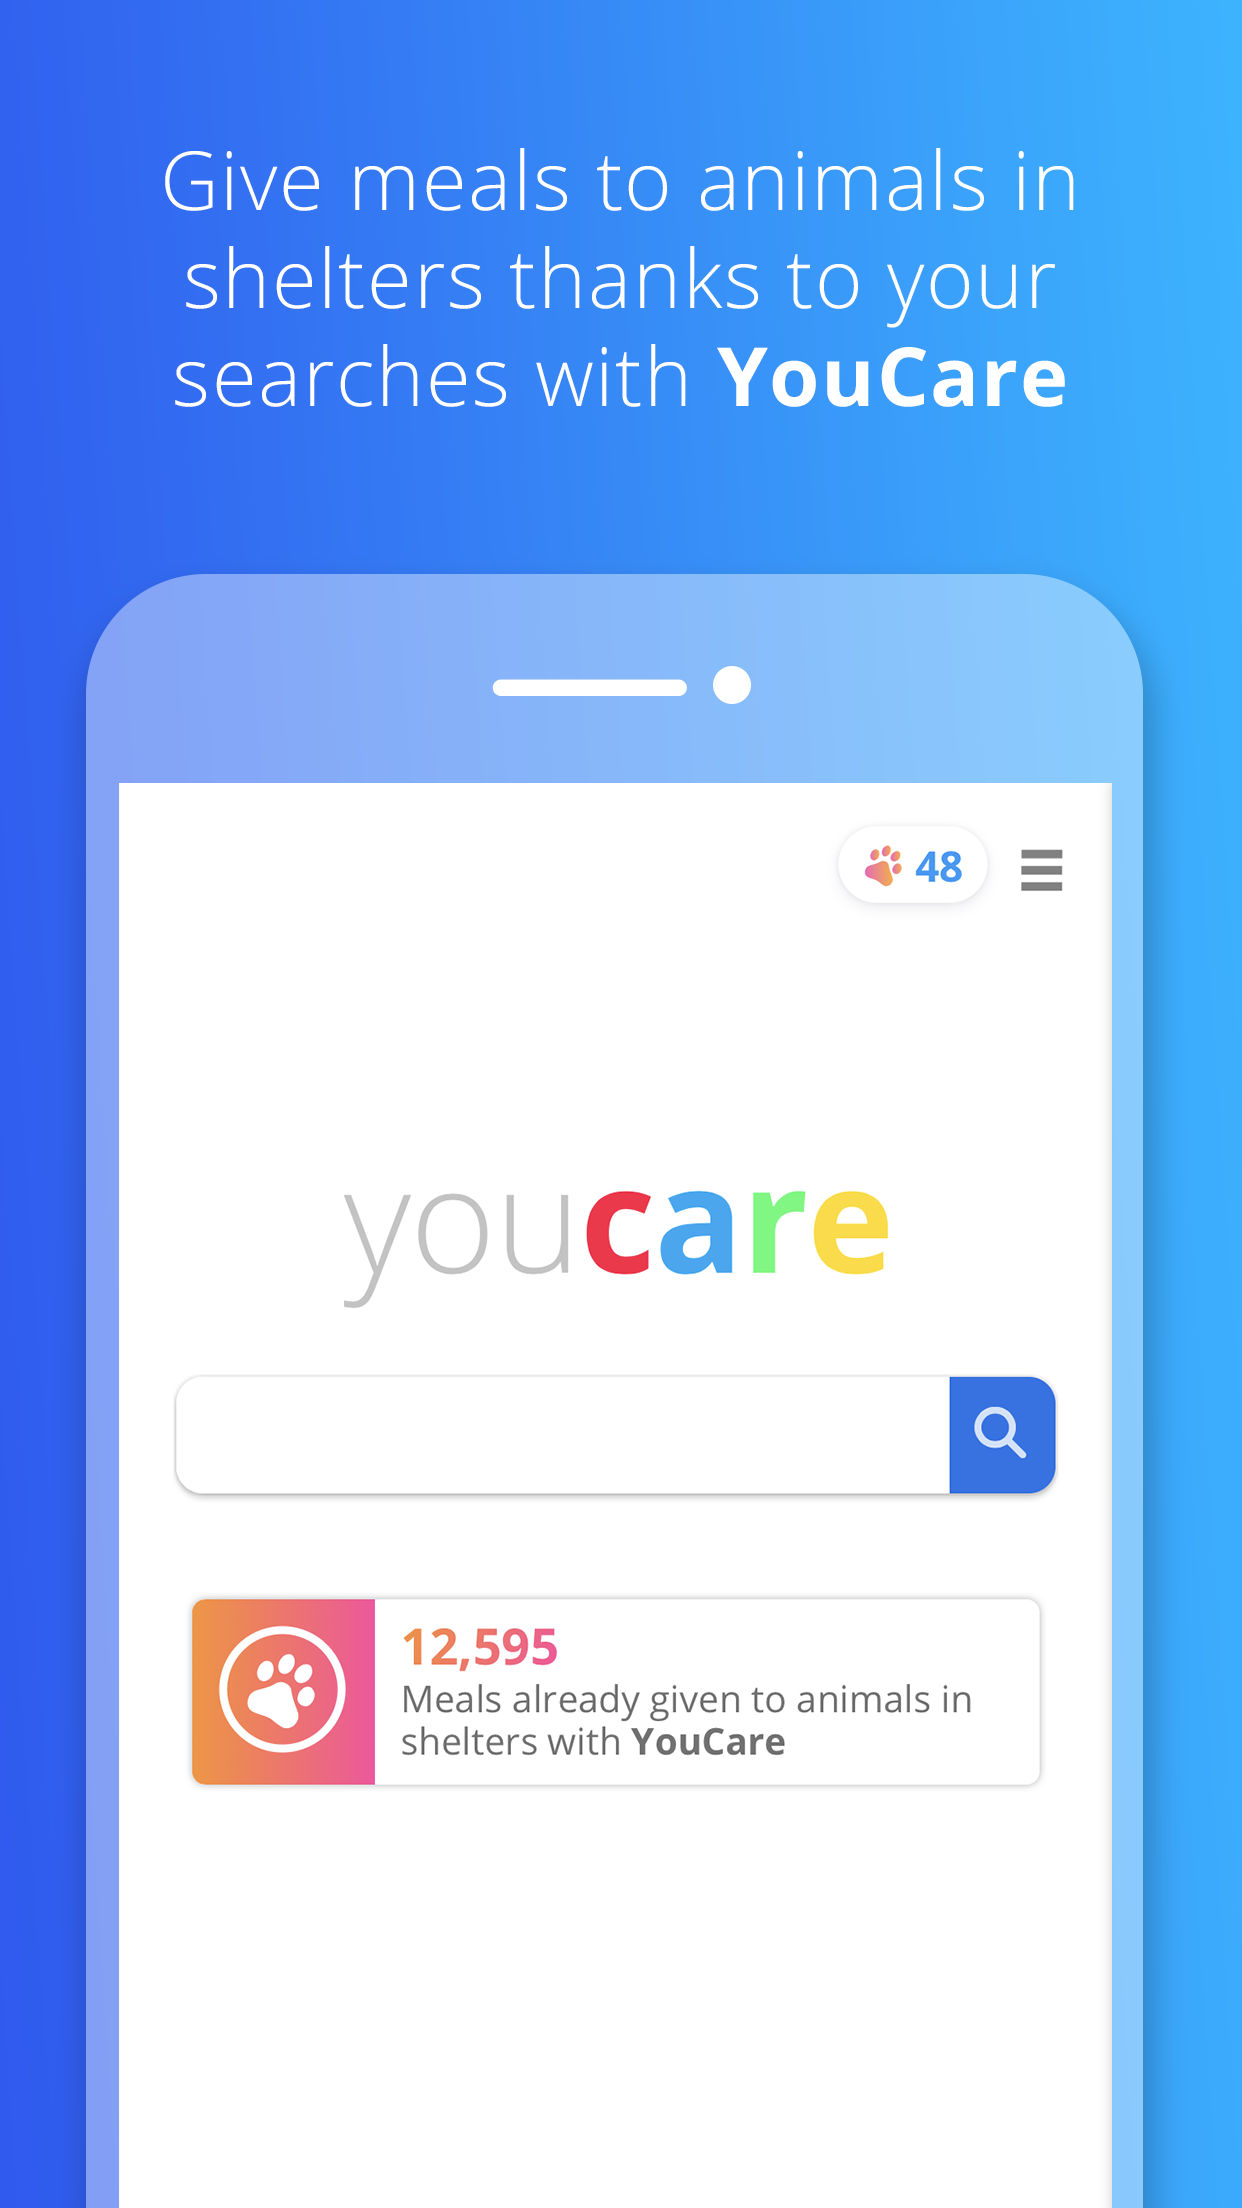 Give meals to animals in
shelters thanks to your
searches with YouCare
48
youcare
12,595
Meals already given to animals in
shelters with YouCare